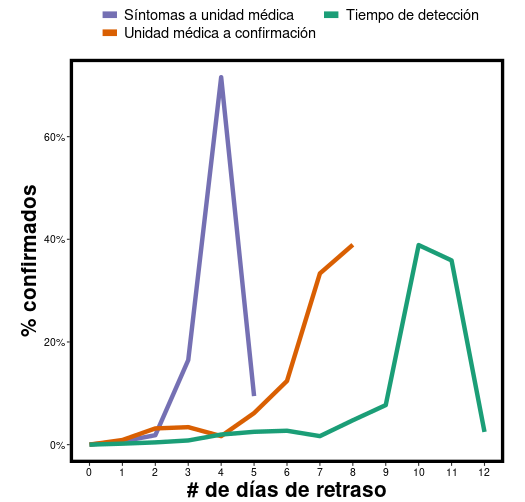 Síntomas a unidad médica
Tiempo de detección
Unidad médica a confirmación
60%
40%
20%
0%
% confirmados
0 1 2 3 4 5 6 7 8 9 10 11 12
# de días de retraso